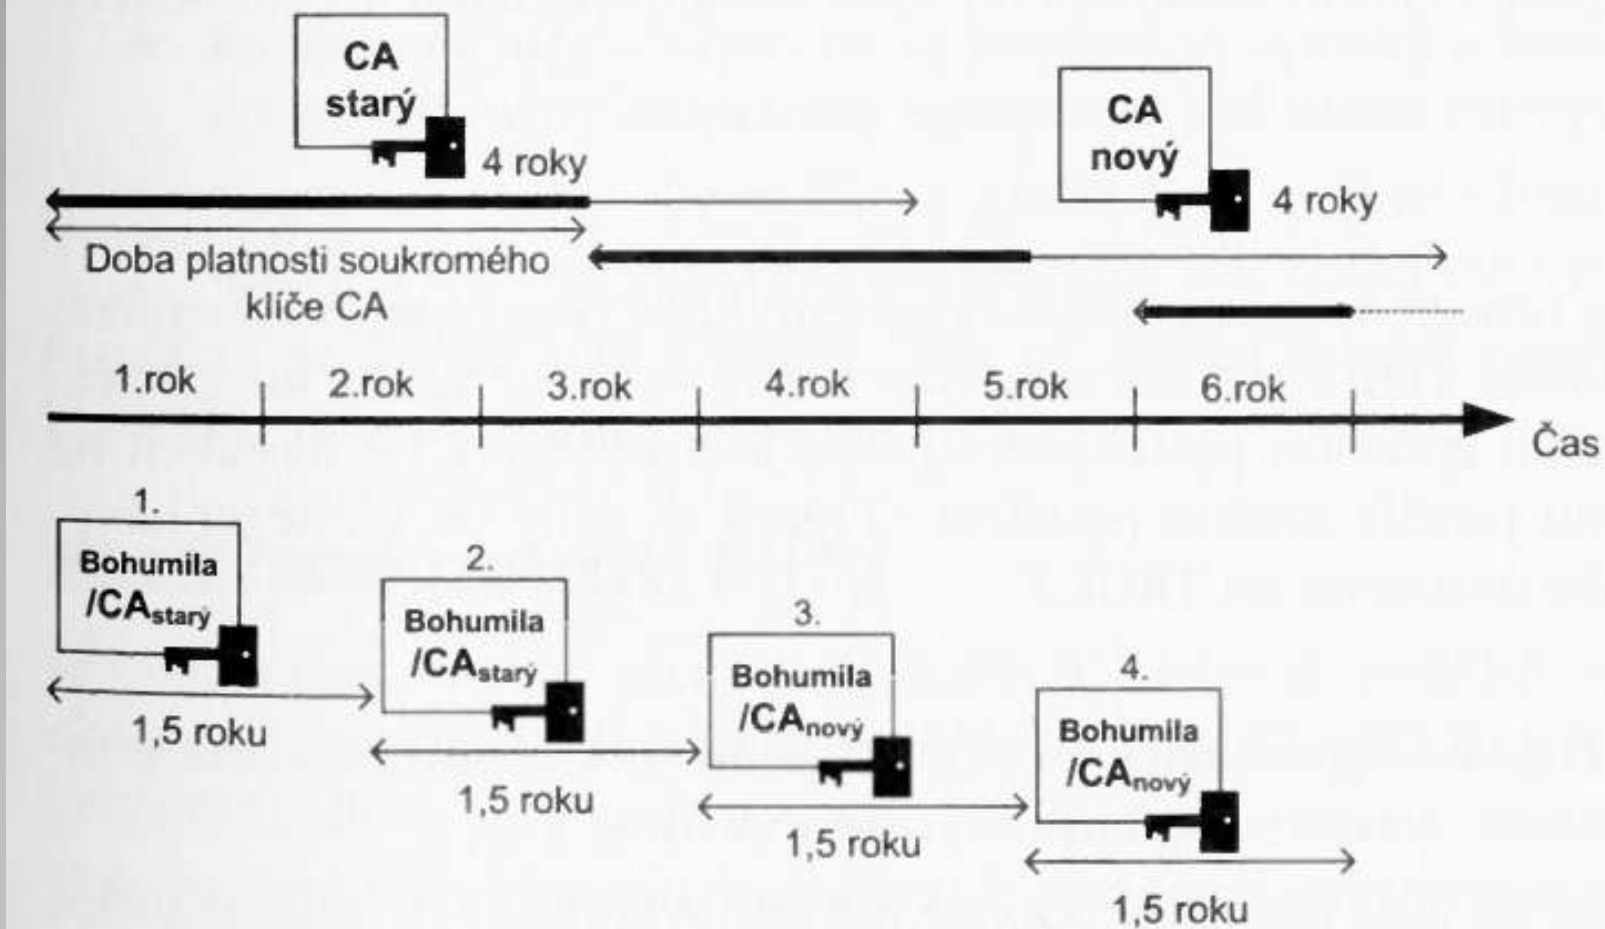 CA
starý
4 roky
CA
nový
4 roky
Doba platnosti soukromého
klíče CA
1.rok
2.rok
3.rok
4.rok
5.rok
6.rok
Čas
1.
Bohumila
/CAstarý
1,5 roku
2.
Bohumila
/CAstarý
1,5 roku
3.
Bohumila
/CAnový
1,5 roku
4.
Bohumila
/CAnový
1,5 roku